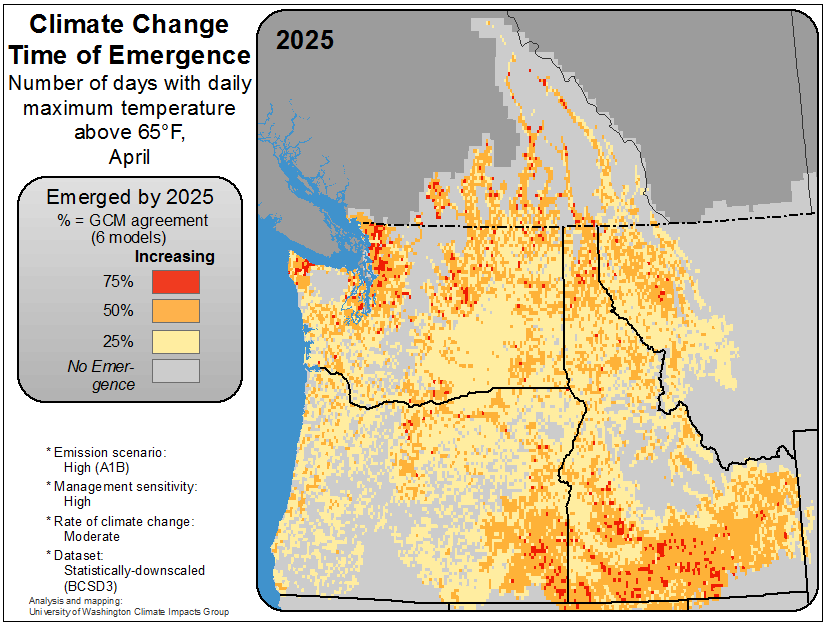 Climate Change
Time of Emergence
Number of days with daily
maximum temperature
above 65°F,
April
2025
Emerged by 2025
% = GCM agreement
(6 models)
Increasing
75%
50%
25%
No Emer-
gence
* Emission scenario:
High (A1B)
* Management sensitivity:
High
* Rate of climate change:
Moderate
* Dataset:
Statistically-downscaled
(BCSD3)
Analysis and mapping:
University of Washington Climate Impacts Group